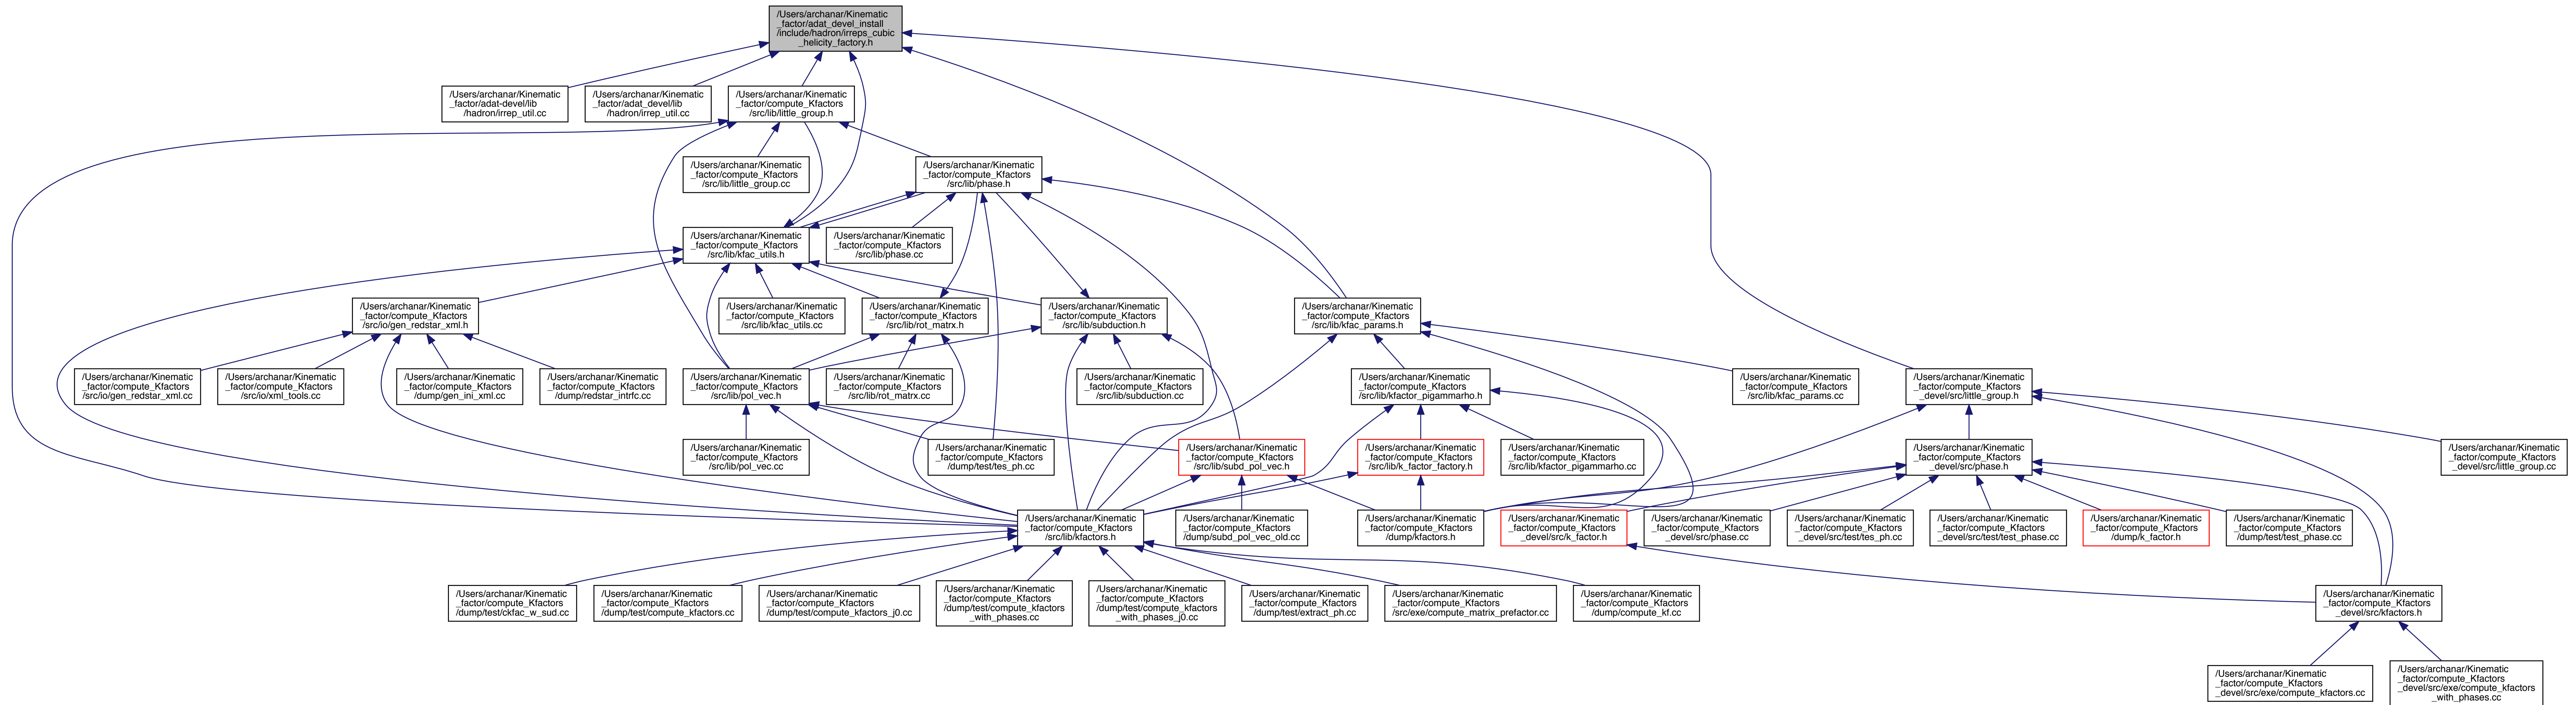 /Users/archanar/Kinematic
_factor/adat_devel_install
/include/hadron/irreps_cubic
_helicity_factory.h
/Users/archanar/Kinematic
_factor/adat-devel/lib
/hadron/irrep_util.cc
/Users/archanar/Kinematic
_factor/adat_devel/lib
/hadron/irrep_util.cc
/Users/archanar/Kinematic
_factor/compute_Kfactors
/src/lib/little_group.h
/Users/archanar/Kinematic
_factor/compute_Kfactors
/src/lib/little_group.cc
/Users/archanar/Kinematic
_factor/compute_Kfactors
/src/lib/phase.h
/Users/archanar/Kinematic
_factor/compute_Kfactors
/src/lib/kfac_utils.h
/Users/archanar/Kinematic
_factor/compute_Kfactors
/src/lib/phase.cc
/Users/archanar/Kinematic
_factor/compute_Kfactors
/src/io/gen_redstar_xml.h
/Users/archanar/Kinematic
_factor/compute_Kfactors
/src/lib/kfac_utils.cc
/Users/archanar/Kinematic
_factor/compute_Kfactors
/src/lib/rot_matrx.h
/Users/archanar/Kinematic
_factor/compute_Kfactors
/src/lib/subduction.h
/Users/archanar/Kinematic
_factor/compute_Kfactors
/src/lib/kfac_params.h
/Users/archanar/Kinematic
_factor/compute_Kfactors
/src/io/gen_redstar_xml.cc
/Users/archanar/Kinematic
_factor/compute_Kfactors
/src/io/xml_tools.cc
/Users/archanar/Kinematic
_factor/compute_Kfactors
/dump/gen_ini_xml.cc
/Users/archanar/Kinematic
_factor/compute_Kfactors
/dump/redstar_intrfc.cc
/Users/archanar/Kinematic
_factor/compute_Kfactors
/src/lib/pol_vec.h
/Users/archanar/Kinematic
_factor/compute_Kfactors
/src/lib/rot_matrx.cc
/Users/archanar/Kinematic
_factor/compute_Kfactors
/src/lib/subduction.cc
/Users/archanar/Kinematic
_factor/compute_Kfactors
/src/lib/kfactor_pigammarho.h
/Users/archanar/Kinematic
_factor/compute_Kfactors
/src/lib/kfac_params.cc
/Users/archanar/Kinematic
_factor/compute_Kfactors
_devel/src/little_group.h
/Users/archanar/Kinematic
_factor/compute_Kfactors
/src/lib/pol_vec.cc
/Users/archanar/Kinematic
_factor/compute_Kfactors
/dump/test/tes_ph.cc
/Users/archanar/Kinematic
_factor/compute_Kfactors
/src/lib/subd_pol_vec.h
/Users/archanar/Kinematic
_factor/compute_Kfactors
/src/lib/k_factor_factory.h
/Users/archanar/Kinematic
_factor/compute_Kfactors
/src/lib/kfactor_pigammarho.cc
/Users/archanar/Kinematic
_factor/compute_Kfactors
_devel/src/phase.h
/Users/archanar/Kinematic
_factor/compute_Kfactors
_devel/src/little_group.cc
/Users/archanar/Kinematic
_factor/compute_Kfactors
/src/lib/kfactors.h
/Users/archanar/Kinematic
_factor/compute_Kfactors
/dump/subd_pol_vec_old.cc
/Users/archanar/Kinematic
_factor/compute_Kfactors
/dump/kfactors.h
/Users/archanar/Kinematic
_factor/compute_Kfactors
_devel/src/k_factor.h
/Users/archanar/Kinematic
_factor/compute_Kfactors
_devel/src/phase.cc
/Users/archanar/Kinematic
_factor/compute_Kfactors
_devel/src/test/tes_ph.cc
/Users/archanar/Kinematic
_factor/compute_Kfactors
_devel/src/test/test_phase.cc
/Users/archanar/Kinematic
_factor/compute_Kfactors
/dump/k_factor.h
/Users/archanar/Kinematic
_factor/compute_Kfactors
/dump/test/test_phase.cc
/Users/archanar/Kinematic
_factor/compute_Kfactors
/dump/test/ckfac_w_sud.cc
/Users/archanar/Kinematic
_factor/compute_Kfactors
/dump/test/compute_kfactors.cc
/Users/archanar/Kinematic
_factor/compute_Kfactors
/dump/test/compute_kfactors_j0.cc
/Users/archanar/Kinematic
_factor/compute_Kfactors
/dump/test/compute_kfactors
_with_phases.cc
/Users/archanar/Kinematic
_factor/compute_Kfactors
/dump/test/compute_kfactors
_with_phases_j0.cc
/Users/archanar/Kinematic
_factor/compute_Kfactors
/dump/test/extract_ph.cc
/Users/archanar/Kinematic
_factor/compute_Kfactors
/src/exe/compute_matrix_prefactor.cc
/Users/archanar/Kinematic
_factor/compute_Kfactors
/dump/compute_kf.cc
/Users/archanar/Kinematic
_factor/compute_Kfactors
_devel/src/kfactors.h
/Users/archanar/Kinematic
_factor/compute_Kfactors
_devel/src/exe/compute_kfactors.cc
/Users/archanar/Kinematic
_factor/compute_Kfactors
_devel/src/exe/compute_kfactors
_with_phases.cc